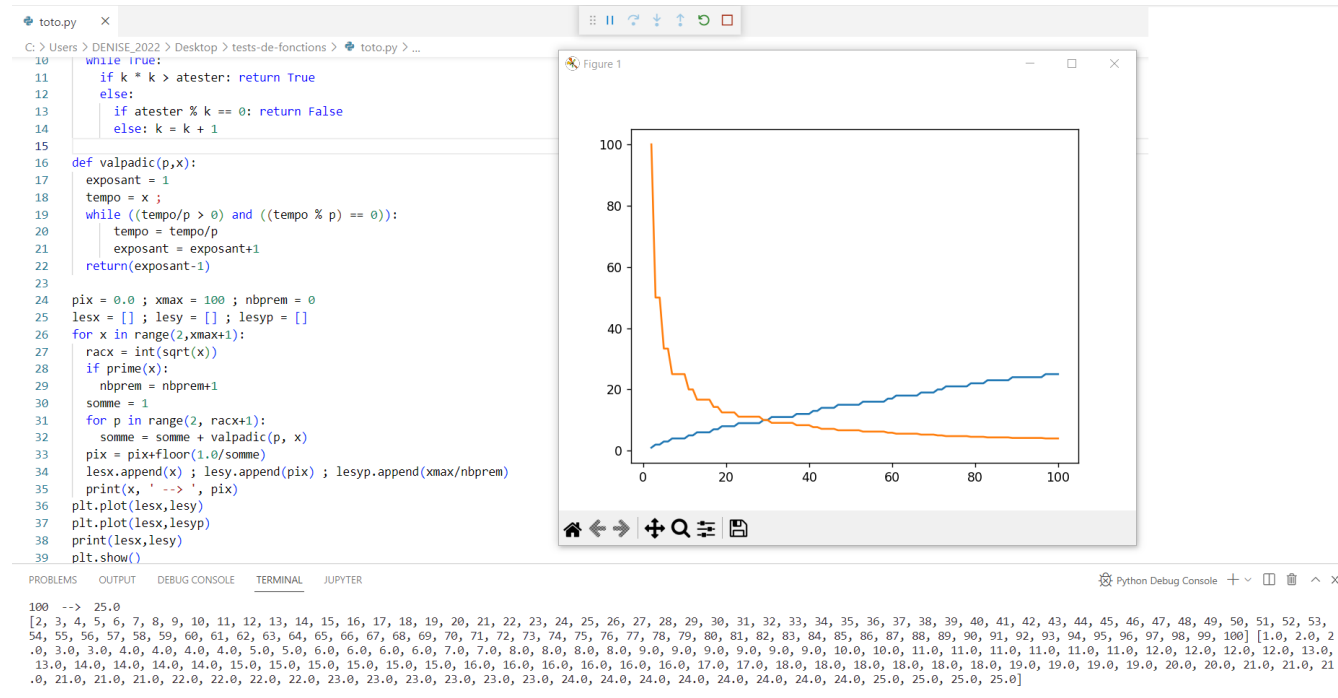 toto.py
C: > Users > DENISE_2022 > Desktop > tests-de-fonctions > toto.py > ...
10 while True:
11 if k * k > atester: return True
12 else:
13 if atester % k == 0: return False
14 else: k = k + 1
15
16 def valpadic(p,x):
17 exposant = 1
18 tempo = x ;
19 while ((tempo/p > 0) and ((tempo % p) == 0)):
20 tempo = tempo/p
21 exposant = exposant+1
22 return(exposant-1)
23
24 pix = 0.0 ; xmax = 100 ; nbprem = 0
25 lesx = [] ; lesy = [] ; lesyp = []
26 for x in range(2,xmax+1):
27 racx = int(sqrt(x))
28 if prime(x):
29 nbprem = nbprem+1
30 somme = 1
31 for p in range(2, racx+1):
32 somme = somme + valpadic(p, x)
33 pix = pix+floor(1.0/somme)
34 lesx.append(x) ; lesy.append(pix) ; lesyp.append(xmax/nbprem)
35 print(x, ' --> ', pix)
36 plt.plot(lesx,lesy)
37 plt.plot(lesx,lesyp)
38 print(lesx,lesy)
39 plt.show()
Figure 1
100
80
60
40
20
0
0 20 40 60 80 100
PROBLEMS OUTPUT DEBUG CONSOLE TERMINAL JUPYTER
Python Debug Console
100 --> 25.0
[2, 3, 4, 5, 6, 7, 8, 9, 10, 11, 12, 13, 14, 15, 16, 17, 18, 19, 20, 21, 22, 23, 24, 25, 26, 27, 28, 29, 30, 31, 32, 33, 34, 35, 36, 37, 38, 39, 40, 41, 42, 43, 44, 45, 46, 47, 48, 49, 50, 51, 52, 53,
54, 55, 56, 57, 58, 59, 60, 61, 62, 63, 64, 65, 66, 67, 68, 69, 70, 71, 72, 73, 74, 75, 76, 77, 78, 79, 80, 81, 82, 83, 84, 85, 86, 87, 88, 89, 90, 91, 92, 93, 94, 95, 96, 97, 98, 99, 100] [1.0, 2.0, 2
.0, 3.0, 3.0, 4.0, 4.0, 4.0, 4.0, 5.0, 5.0, 6.0, 6.0, 6.0, 6.0, 7.0, 7.0, 8.0, 8.0, 8.0, 8.0, 9.0, 9.0, 9.0, 9.0, 9.0, 9.0, 10.0, 10.0, 11.0, 11.0, 11.0, 11.0, 11.0, 11.0, 12.0, 12.0, 12.0, 12.0, 13.0,
13.0, 14.0, 14.0, 14.0, 14.0, 15.0, 15.0, 15.0, 15.0, 15.0, 15.0, 16.0, 16.0, 16.0, 16.0, 16.0, 16.0, 17.0, 17.0, 18.0, 18.0, 18.0, 18.0, 18.0, 18.0, 19.0, 19.0, 19.0, 19.0, 20.0, 20.0, 21.0, 21.0, 21
.0, 21.0, 21.0, 21.0, 22.0, 22.0, 22.0, 22.0, 23.0, 23.0, 23.0, 23.0, 23.0, 23.0, 24.0, 24.0, 24.0, 24.0, 24.0, 24.0, 24.0, 24.0, 25.0, 25.0, 25.0, 25.0]